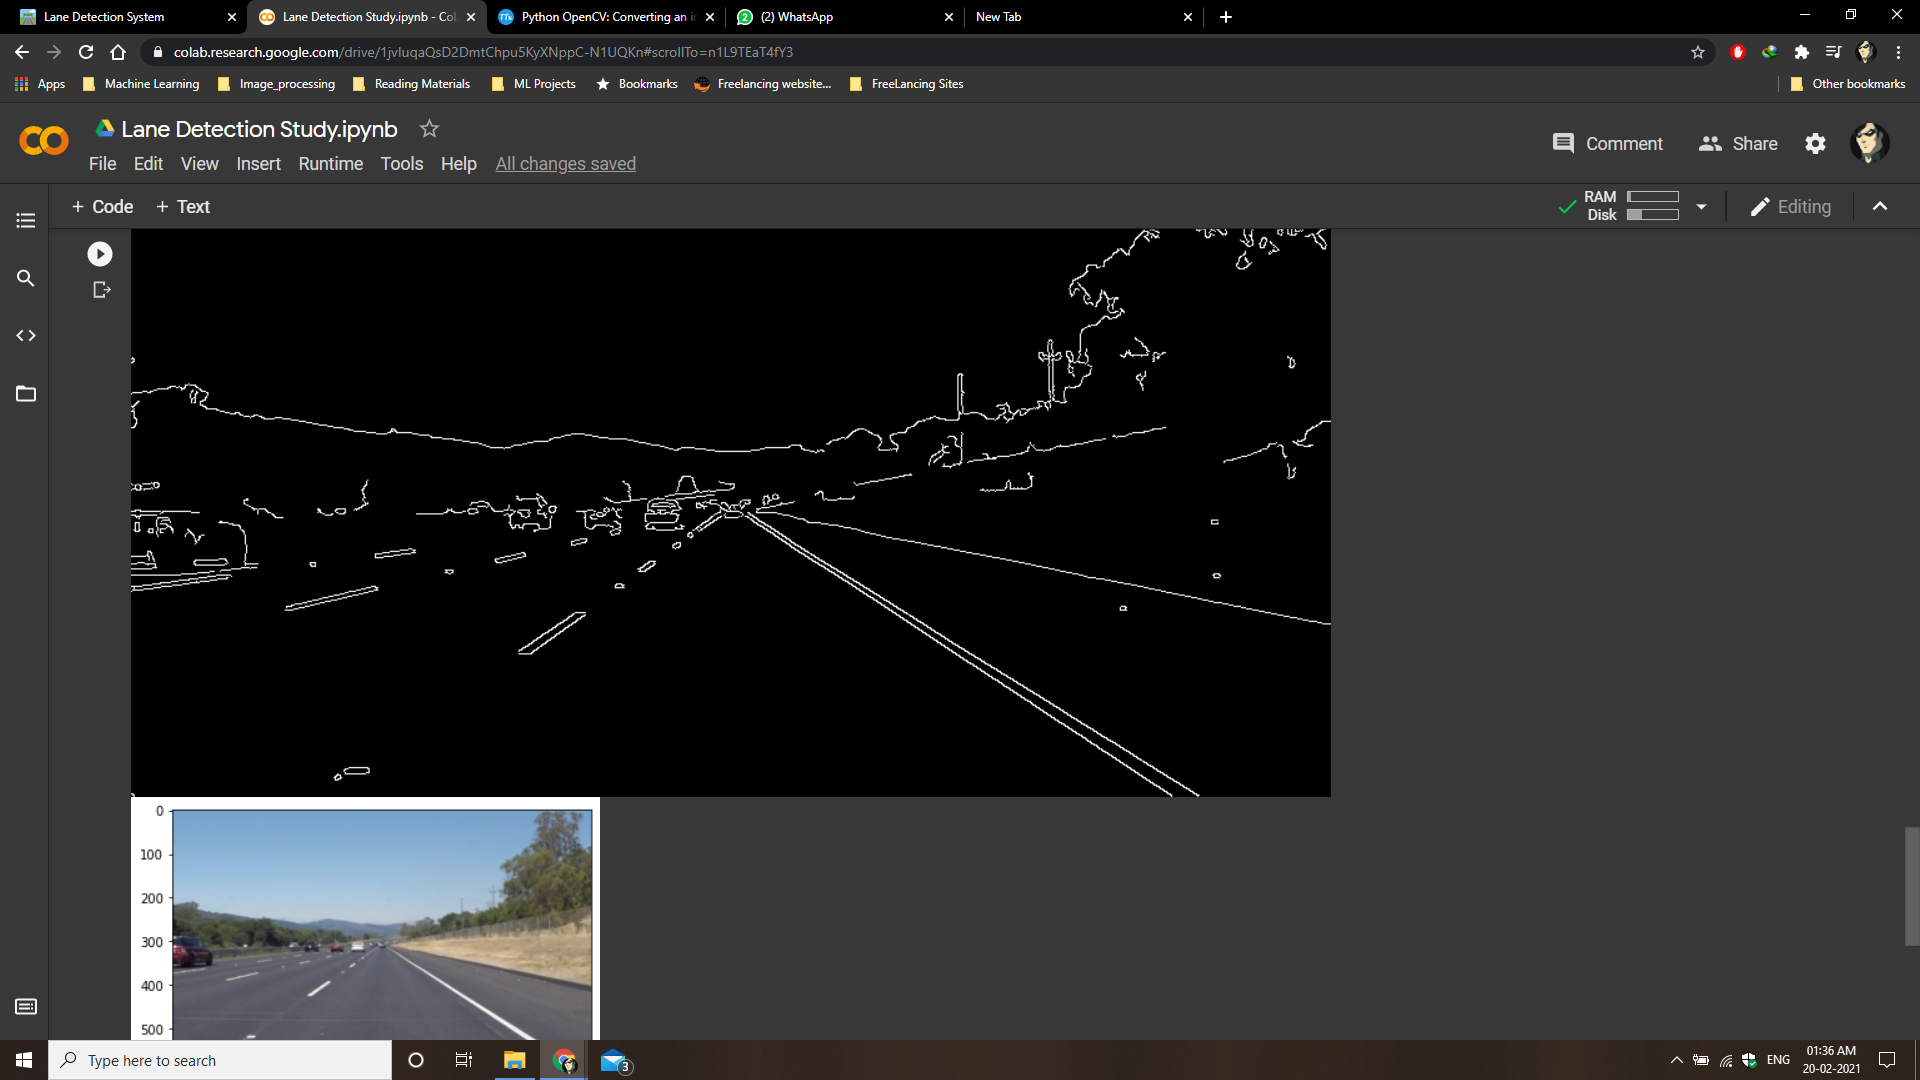 Lane Detection System
Lane Detection Study.ipynb - Col
Python OpenCV: Converting an i
(2) WhatsApp
New Tab
colab.research.google.com/drive/1jvIuqaQsD2DmtChpu5KyXNppC-N1UQKn#scrollTo=n1L9TEaT4fY3
Apps Machine Learning Image_processing Reading Materials ML Projects Bookmarks Freelancing website... FreeLancing Sites Other bookmarks
Lane Detection Study.ipynb
Comment Share
File Edit View Insert Runtime Tools Help All changes saved
+ Code + Text
RAM
Disk
Editing
0
100
200
300
400
500
Type here to search
3
ENG
01:36 AM
20-02-2021